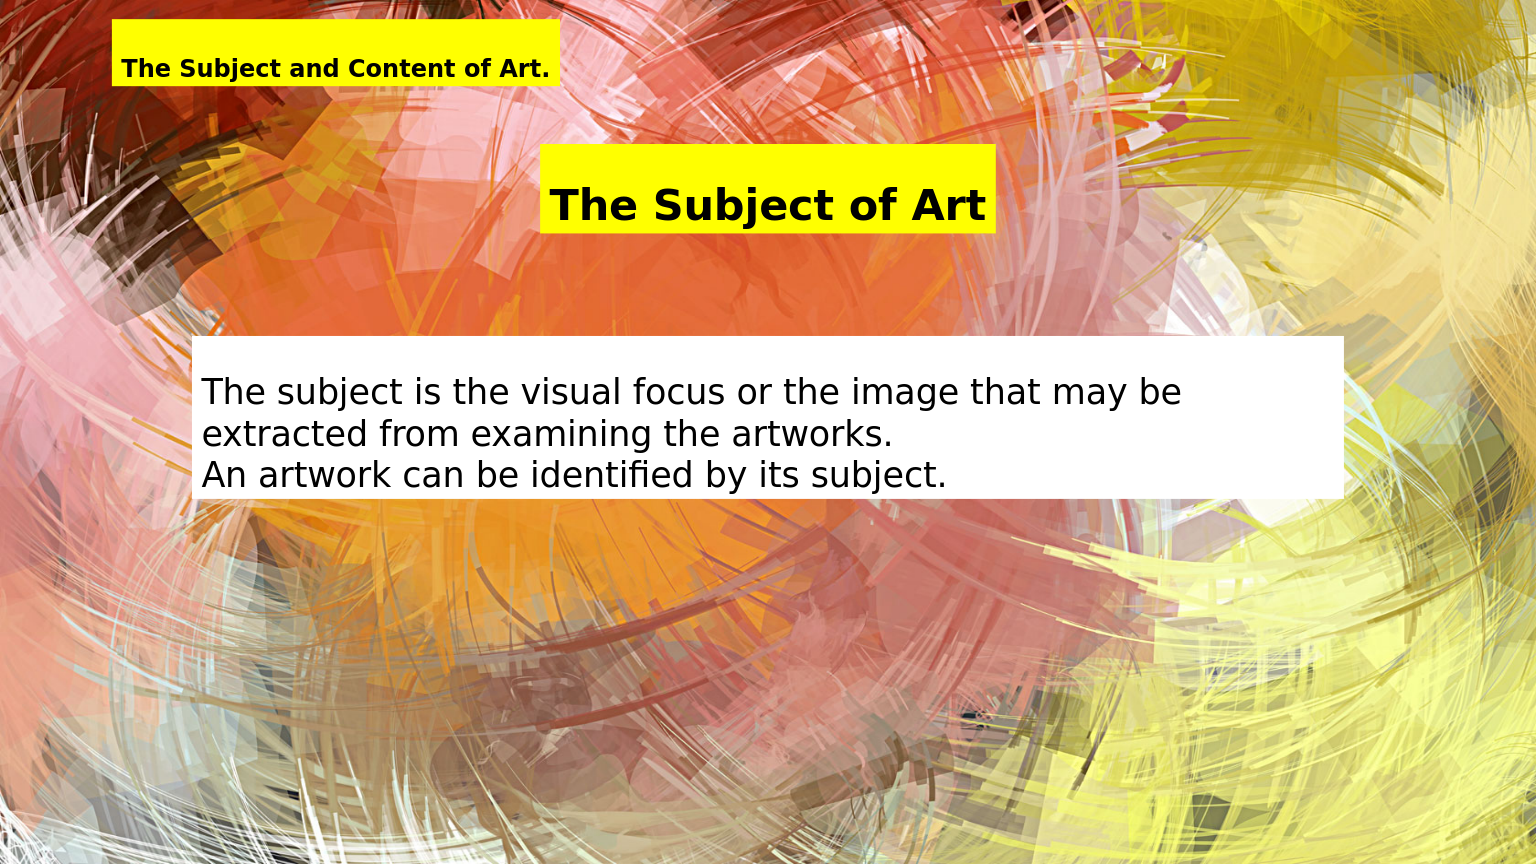 The Subject and Content of Art.
The Subject of Art
The subject is the visual focus or the image that may be
extracted from examining the artworks.
An artwork can be identified by its subject.